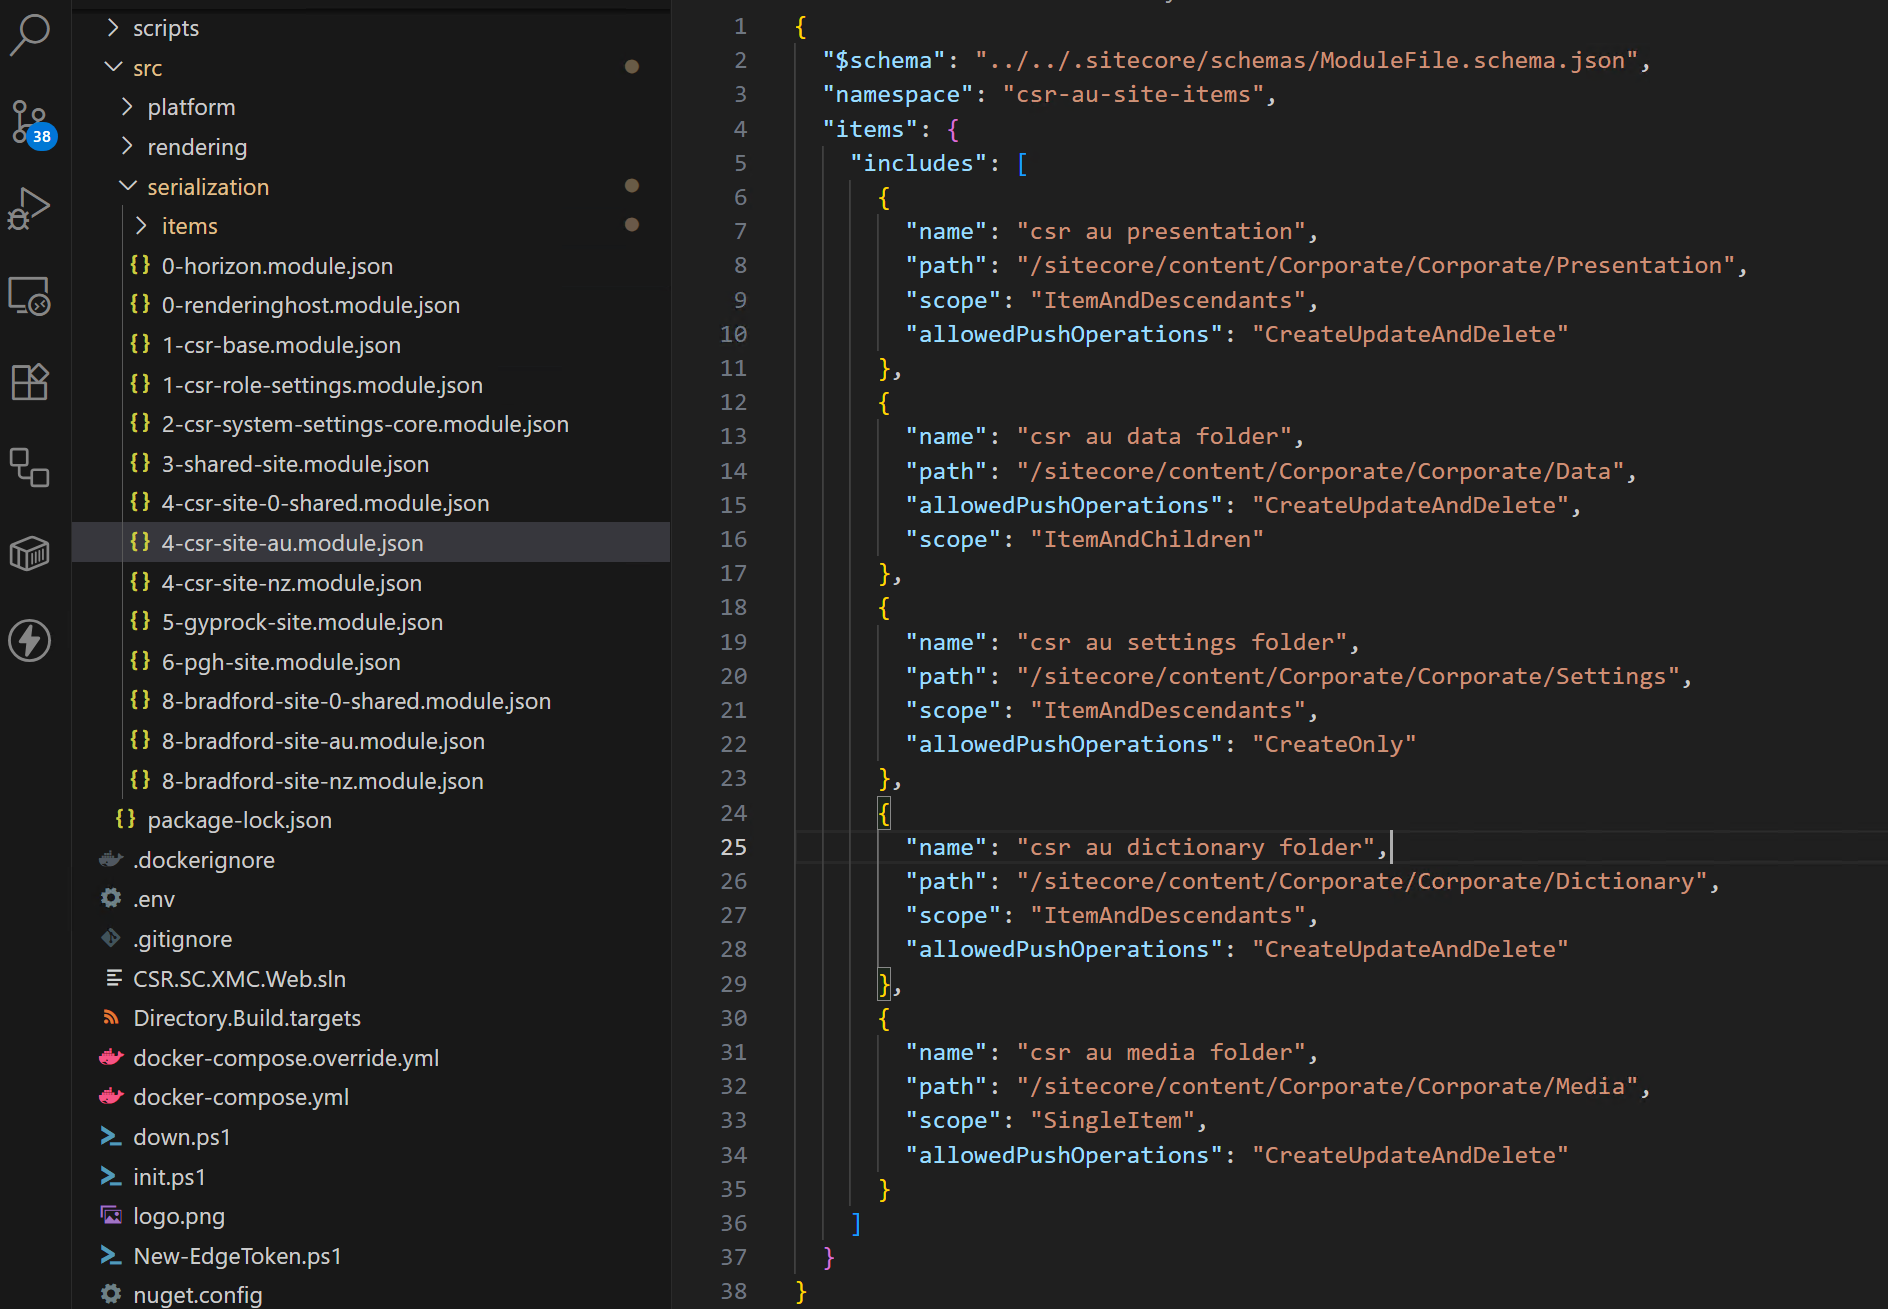 scripts
src
platform
38
rendering
serialization
items
0-horizon.module.json
0-renderinghost.module.json
1-csr-base.module.json
1-csr-role-settings.module.json
2-csr-system-settings-core.module.json
3-shared-site.module.json
4-csr-site-0-shared.module.json
4-csr-site-au.module.json
4-csr-site-nz.module.json
5-gyprock-site.module.json
6-pgh-site.module.json
8-bradford-site-0-shared.module.json
8-bradford-site-au.module.json
8-bradford-site-nz.module.json
package-lock.json
.dockerignore
.env
.gitignore
CSR.SC.XMC.Web.sln
Directory.Build.targets
docker-compose.override.yml
docker-compose.yml
down.ps1
init.ps1
logo.png
New-EdgeToken.ps1
nuget.config
1 {
2 "$schema": "../../.sitecore/schemas/ModuleFile.schema.json",
3 "namespace": "csr-au-site-items",
4 "items": {
5 "includes": [
6 {
7 "name": "csr au presentation",
8 "path": "/sitecore/content/Corporate/Corporate/Presentation",
9 "scope": "ItemAndDescendants",
10 "allowedPushOperations": "CreateUpdateAndDelete"
11 },
12 {
13 "name": "csr au data folder",
14 "path": "/sitecore/content/Corporate/Corporate/Data",
15 "allowedPushOperations": "CreateUpdateAndDelete",
16 "scope": "ItemAndChildren"
17 },
18 {
19 "name": "csr au settings folder",
20 "path": "/sitecore/content/Corporate/Corporate/Settings",
21 "scope": "ItemAndDescendants",
22 "allowedPushOperations": "CreateOnly"
23 },
24 {
25 "name": "csr au dictionary folder",
26 "path": "/sitecore/content/Corporate/Corporate/Dictionary",
27 "scope": "ItemAndDescendants",
28 "allowedPushOperations": "CreateUpdateAndDelete"
29 },
30 {
31 "name": "csr au media folder",
32 "path": "/sitecore/content/Corporate/Corporate/Media",
33 "scope": "SingleItem",
34 "allowedPushOperations": "CreateUpdateAndDelete"
35 }
36 ]
37 }
38 }